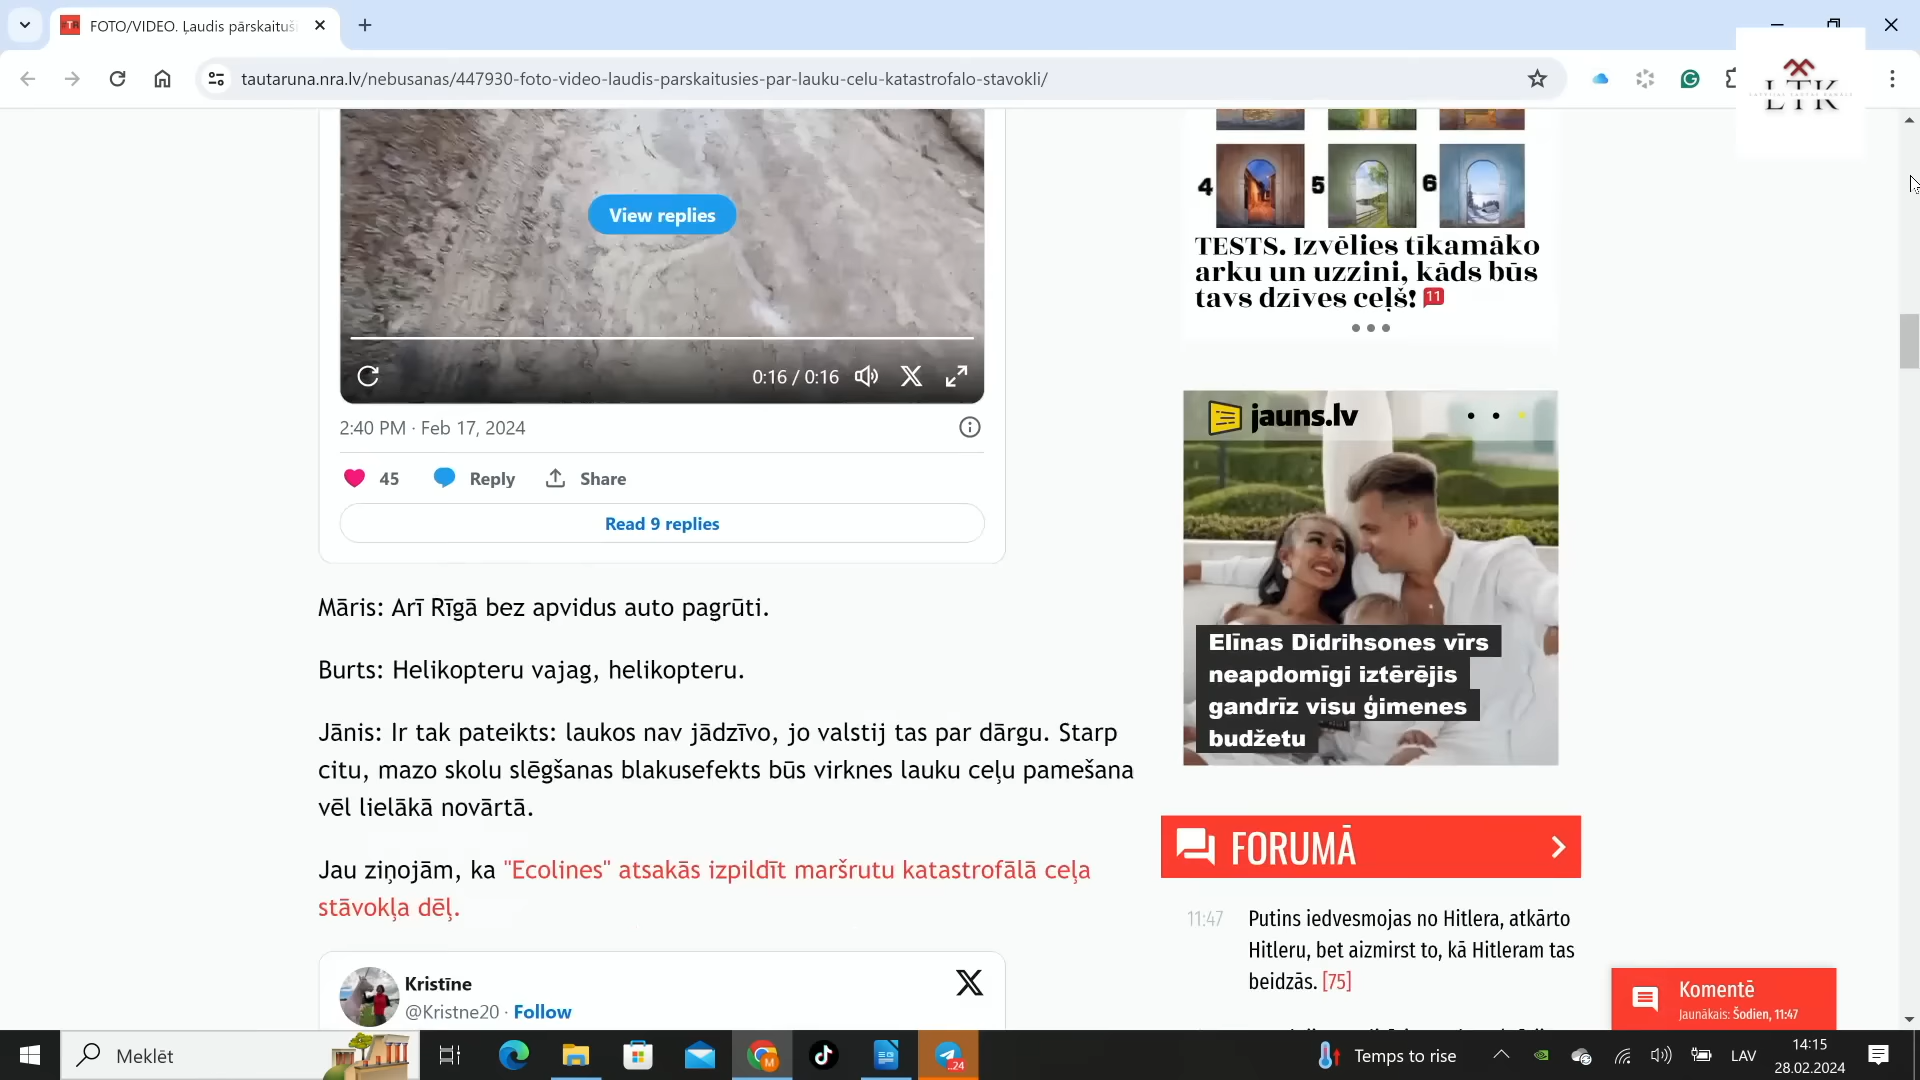 FOTO/VIDEO. Ļaudis pārskaituši
tautaruna.nra.lv/nebusanas/447930-foto-video-laudis-parskaitusies-par-lauku-celu-katastrofalo-stavokli/
LTK
View replies
0:16 / 0:16
2:40 PM · Feb 17, 2024
45 Reply Share
Read 9 replies
Māris: Arī Rīgā bez apvidus auto pagrūti.
Burts: Helikopteru vajag, helikopteru.
Jānis: Ir tak pateikts: laukos nav jādzīvo, jo valstij tas par dārgu. Starp
citu, mazo skolu slēgšanas blakusefekts būs virknes lauku ceļu pamešana
vēl lielākā novārtā.
Jau ziņojām, ka "Ecolines" atsakās izpildīt maršrutu katastrofālā ceļa
stāvokļa dēļ.
Kristīne
@Kristne20 · Follow
4 5 6
TESTS. Izvēlies tīkamāko
arku un uzzini, kāds būs
tavs dzīves ceļš! 11
jauns.lv
Elīnas Didrihsones vīrs
neapdomīgi iztērējis
gandrīz visu ģimenes
budžetu
FORUMĀ
11:47 Putins iedvesmojas no Hitlera, atkārto
Hitleru, bet aizmirst to, kā Hitleram tas
beidzās. [75]
Komentē
Jaunākais: Šodien, 11:47
Meklēt
..24
Temps to rise
LAV
14:15
28.02.2024